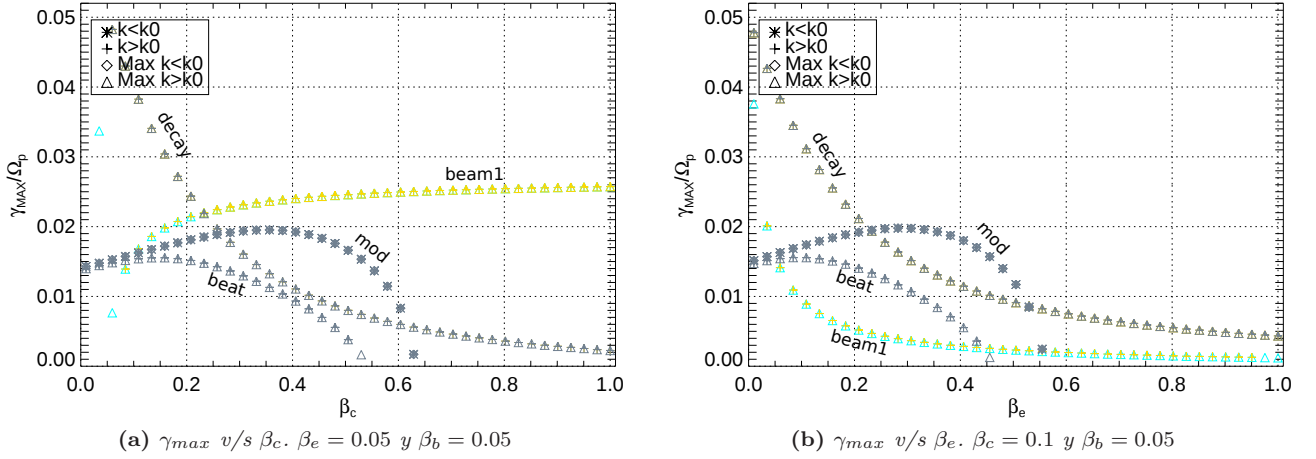 0.05
0.04
0.03
0.02
0.01
0.00
γMAX/Ωp
k<k0
k>k0
Max k<k0
Max k>k0
decay
beam1
mod
beat
0.0 0.2 0.4 0.6 0.8 1.0
βc
(a) γmax v/s βc. βe = 0.05 y βb = 0.05
0.05
0.04
0.03
0.02
0.01
0.00
γMAX/Ωp
k<k0
k>k0
Max k<k0
Max k>k0
decay
mod
beat
beam1
0.0 0.2 0.4 0.6 0.8 1.0
βe
(b) γmax v/s βe. βc = 0.1 y βb = 0.05